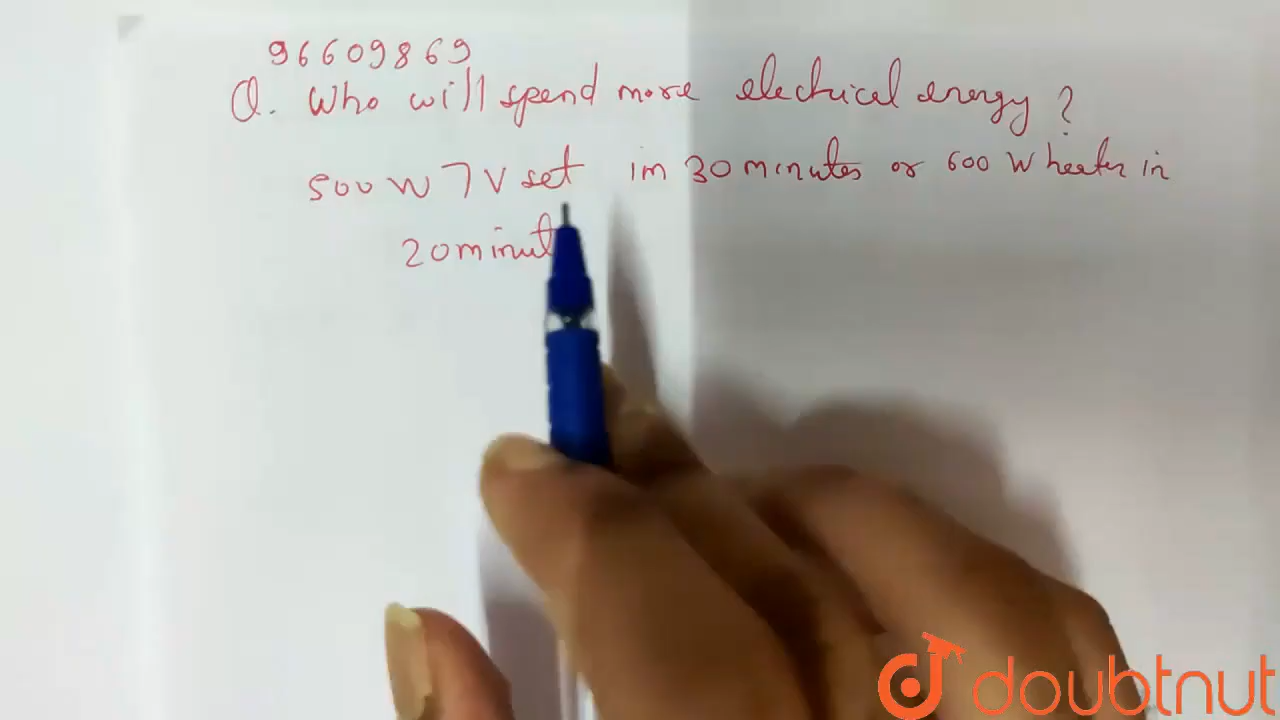 96609869
Q. Who will spend more electrical energy ?
500 W TV set in 30 minutes or 600 W heater in
20 minut
doubtnut